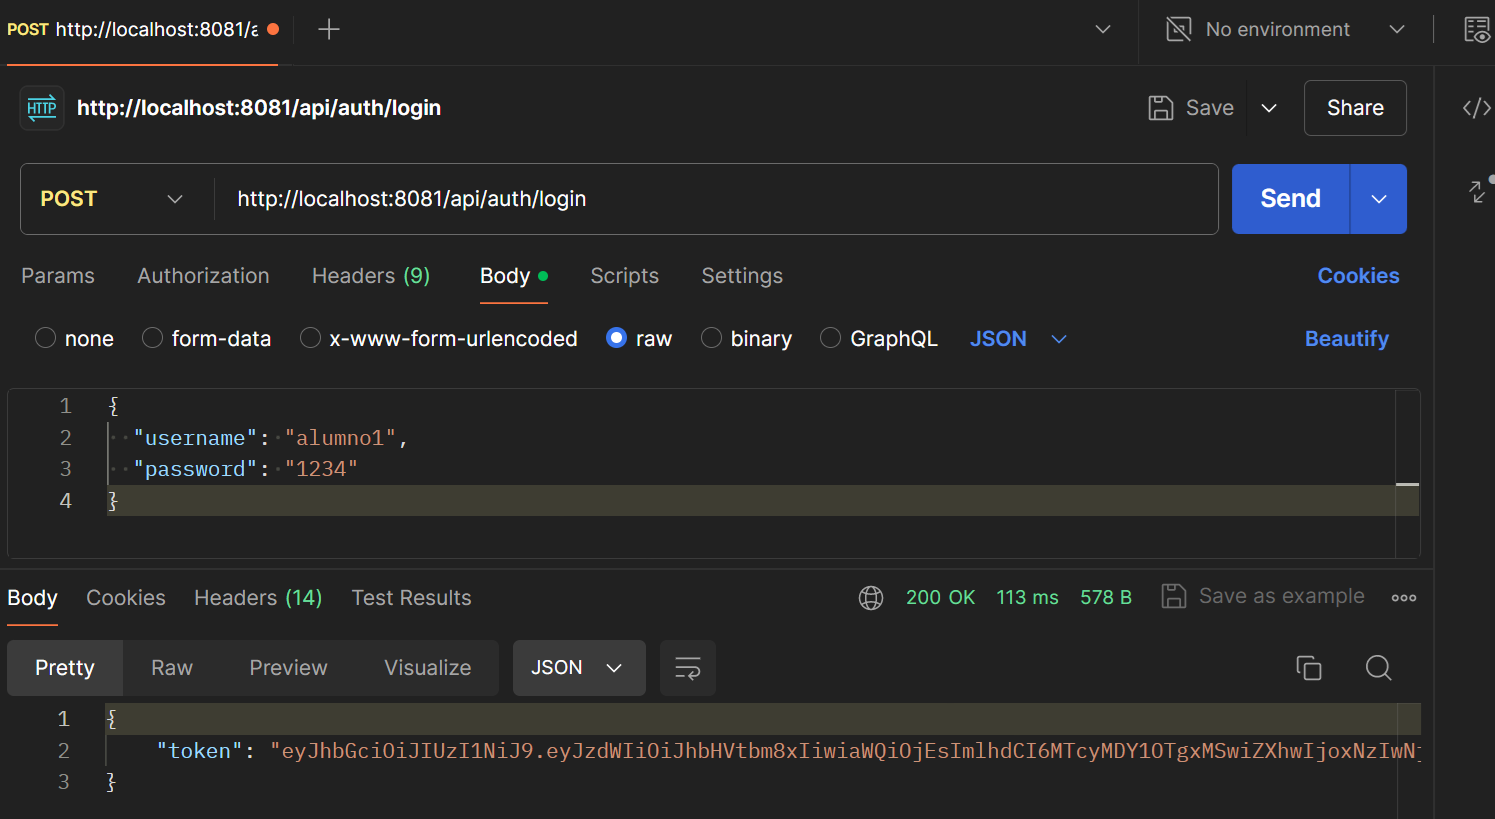 POST http://localhost:8081/a
No environment
HTTP http://localhost:8081/api/auth/login
Save
Share
POST
http://localhost:8081/api/auth/login
Send
Params Authorization Headers (9) Body Scripts Settings Cookies
none form-data x-www-form-urlencoded raw binary GraphQL JSON Beautify
1 {
2 "username": "alumno1",
3 "password": "1234"
4 }
Body Cookies Headers (14) Test Results 200 OK 113 ms 578 B Save as example
Pretty Raw Preview Visualize JSON
1 {
2 "token": "eyJhbGciOiJIUzI1NiJ9.eyJzdWIiOiJhbHVtbm8xIiwiaWQiOjEsImlhdCI6MTcyMDY1OTgxMSwiZXhwIjoxNzIwNj
3 }